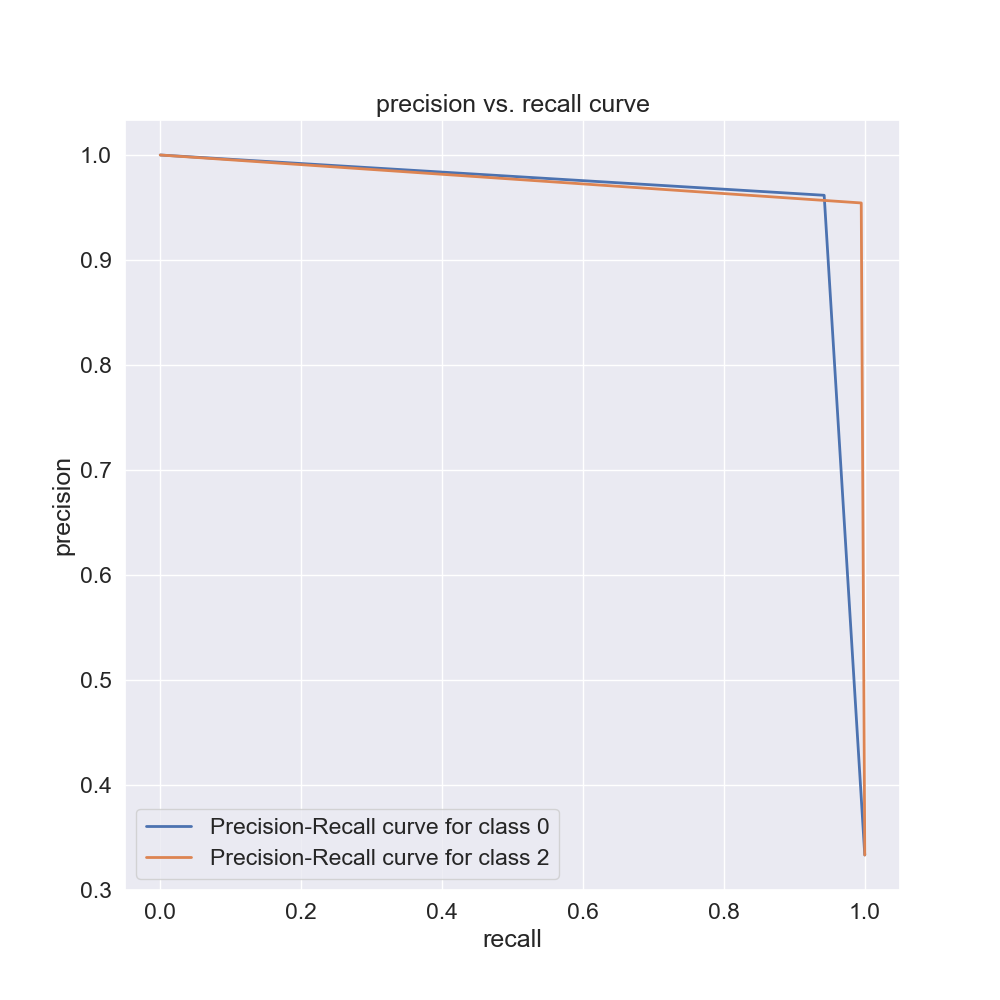 precision vs. recall curve
1.0
0.9
0.8
0.7
0.6
0.5
0.4
0.3
precision
Precision-Recall curve for class 0
Precision-Recall curve for class 2
0.0 0.2 0.4 0.6 0.8 1.0
recall